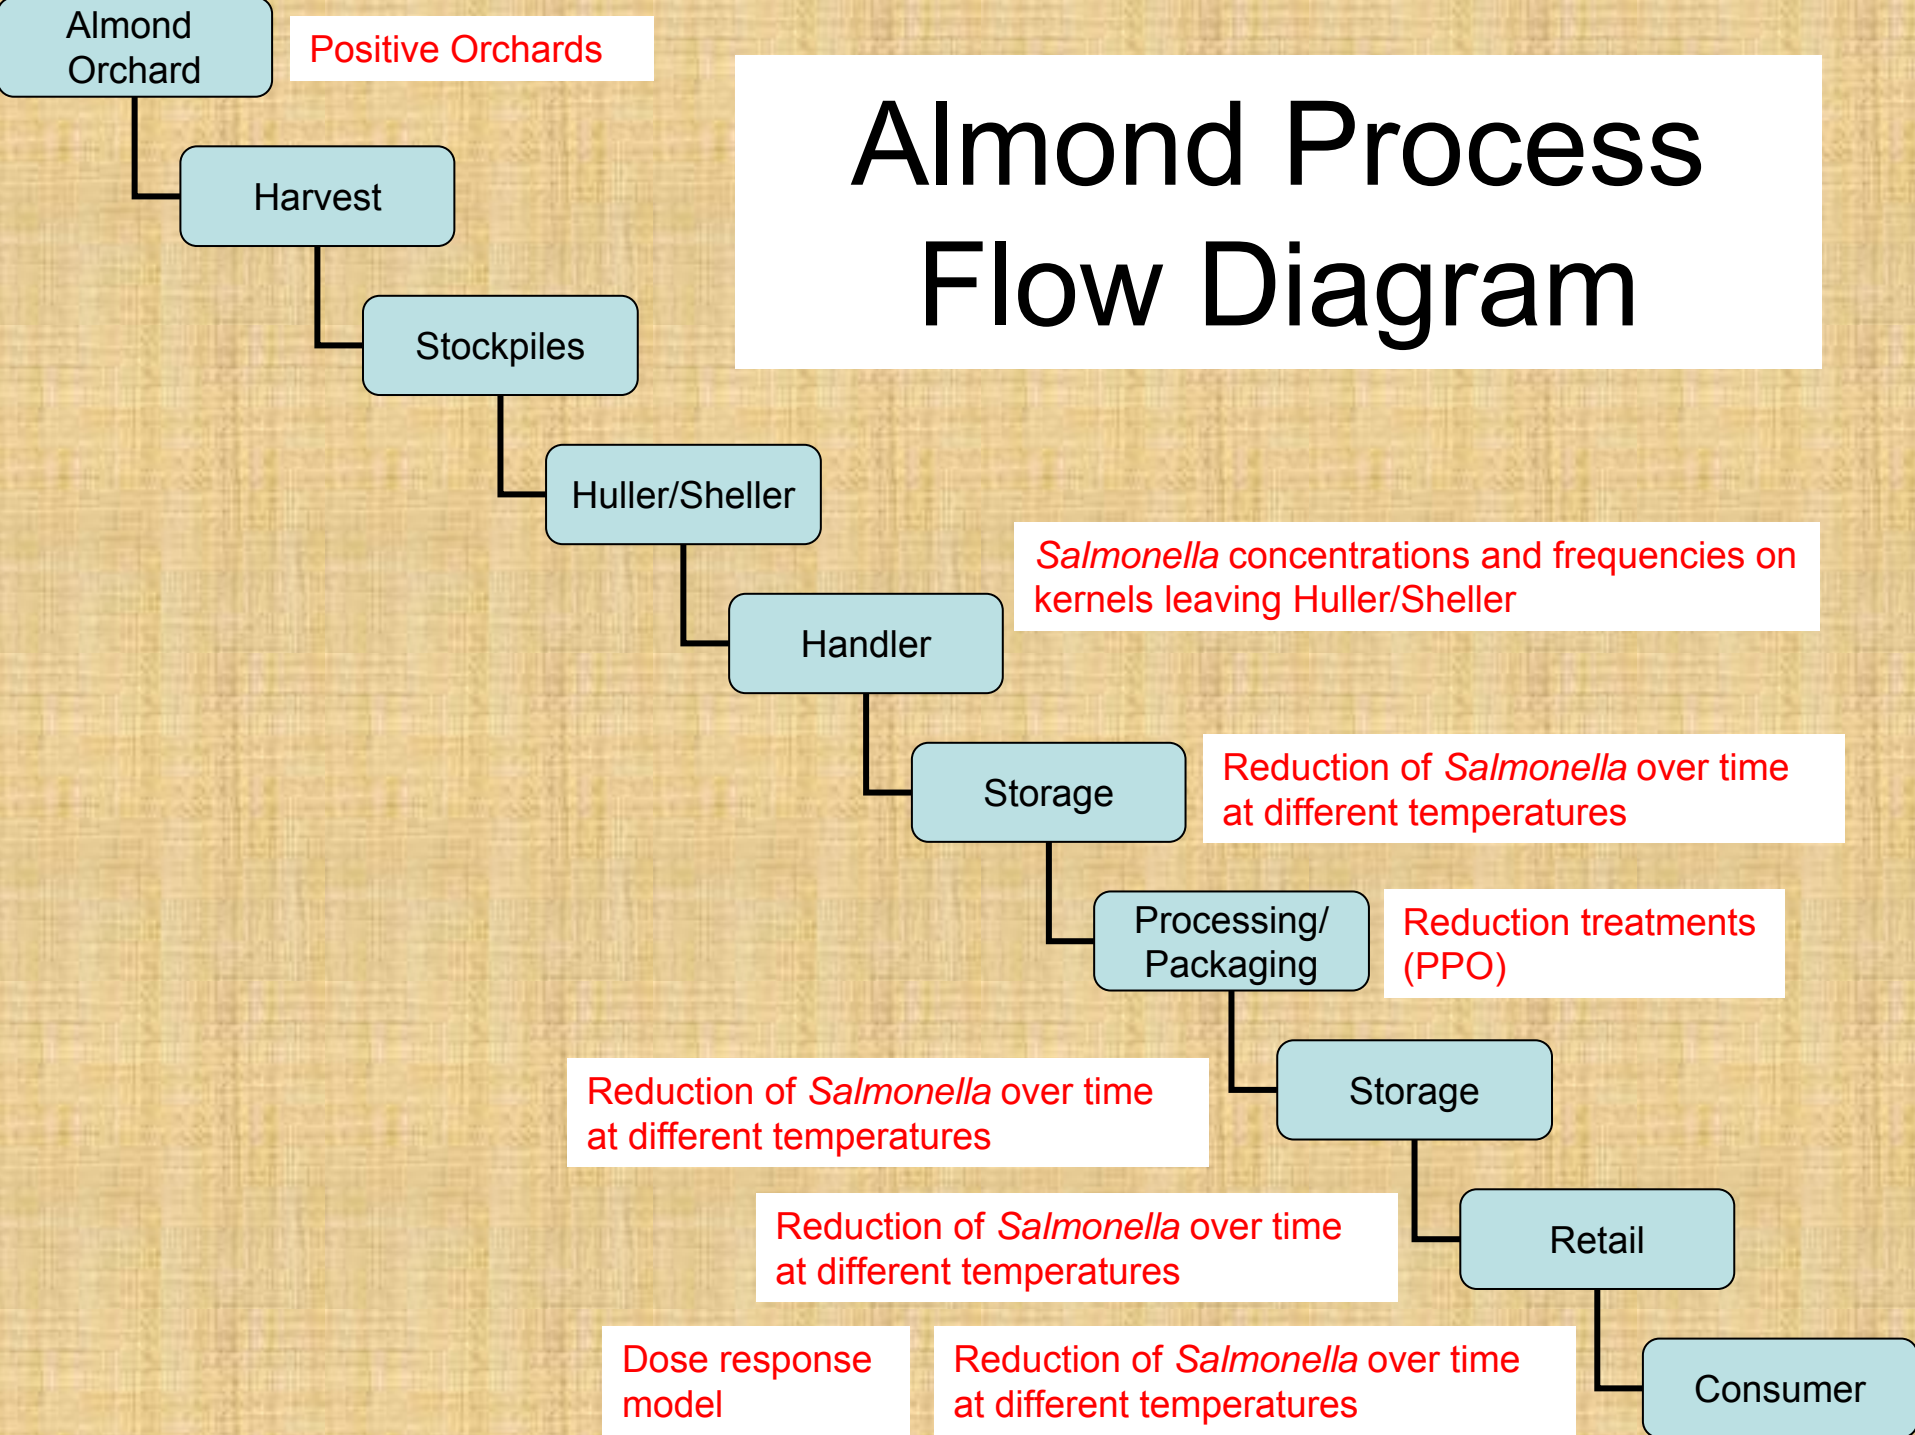 Almond
Orchard
Positive Orchards
Almond Process
Flow Diagram
Harvest
Stockpiles
Huller/Sheller
Salmonella concentrations and frequencies on
kernels leaving Huller/Sheller
Handler
Storage
Reduction of Salmonella over time
at different temperatures
Processing/
Packaging
Reduction treatments
(PPO)
Storage
Reduction of Salmonella over time
at different temperatures
Retail
Reduction of Salmonella over time
at different temperatures
Dose response
model
Reduction of Salmonella over time
at different temperatures
Consumer